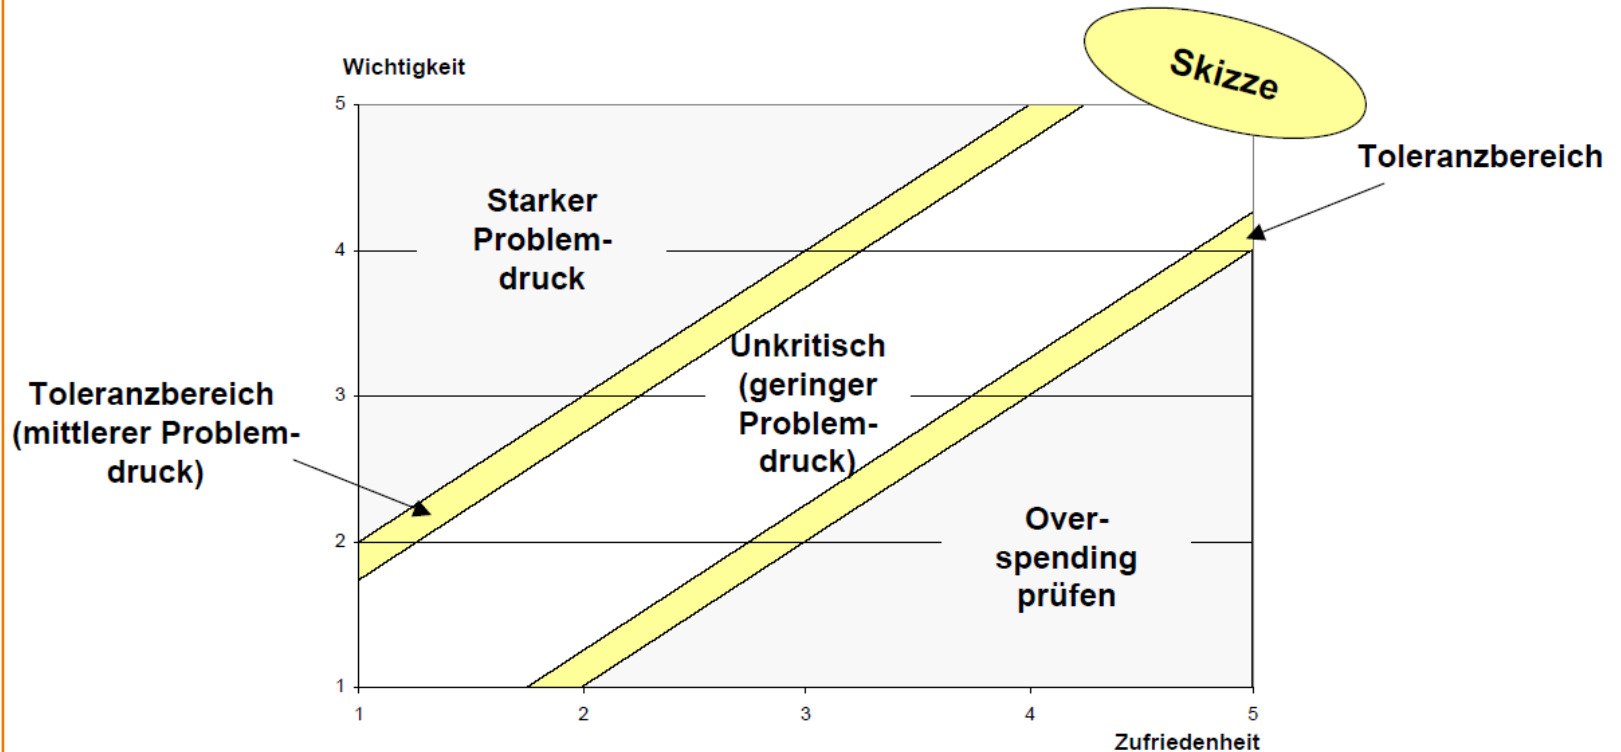 Skizze
Wichtigkeit
5
Toleranzbereich
Starker
Problem-
druck
4
Unkritisch
(geringer
Problem-
druck)
3
Toleranzbereich
(mittlerer Problem-
druck)
Over-
spending
prüfen
2
1
1 2 3 4 5
Zufriedenheit